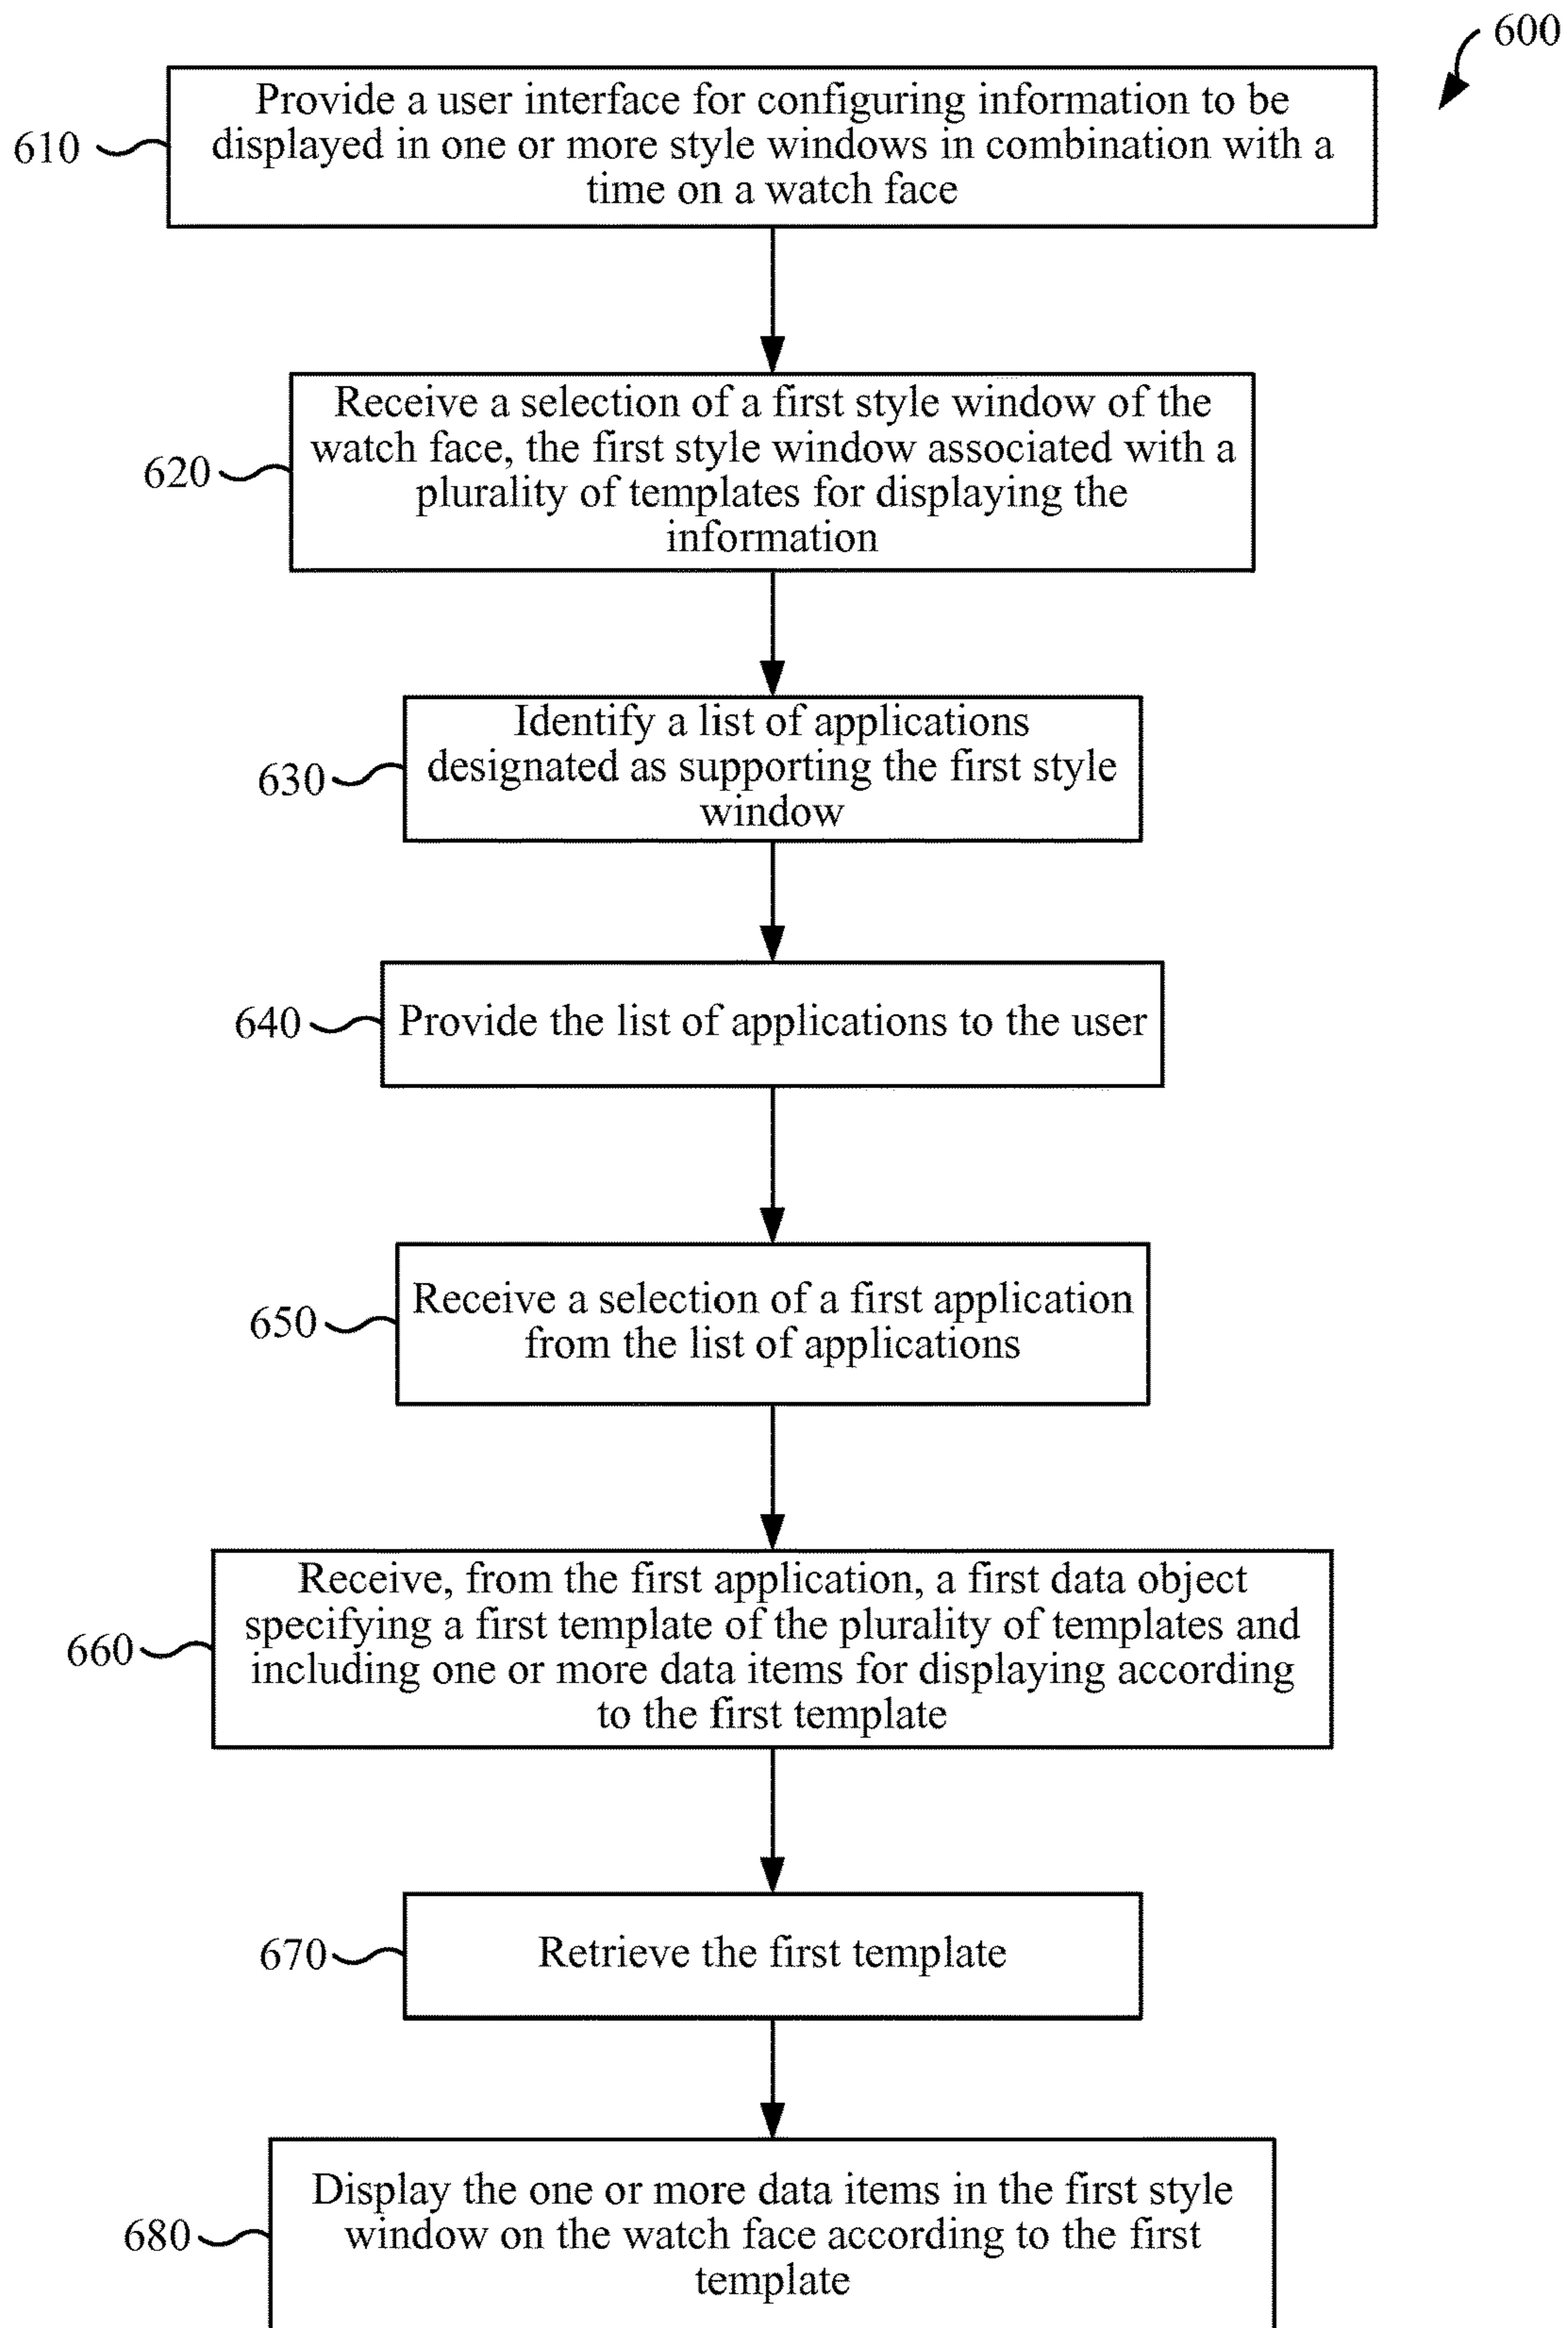 600
610
Provide a user interface for configuring information to be
displayed in one or more style windows in combination with a
time on a watch face
620
Receive a selection of a first style window of the
watch face, the first style window associated with a
plurality of templates for displaying the
information
630
Identify a list of applications
designated as supporting the first style
window
640
Provide the list of applications to the user
650
Receive a selection of a first application
from the list of applications
660
Receive, from the first application, a first data object
specifying a first template of the plurality of templates and
including one or more data items for displaying according
to the first template
670
Retrieve the first template
680
Display the one or more data items in the first style
window on the watch face according to the first
template